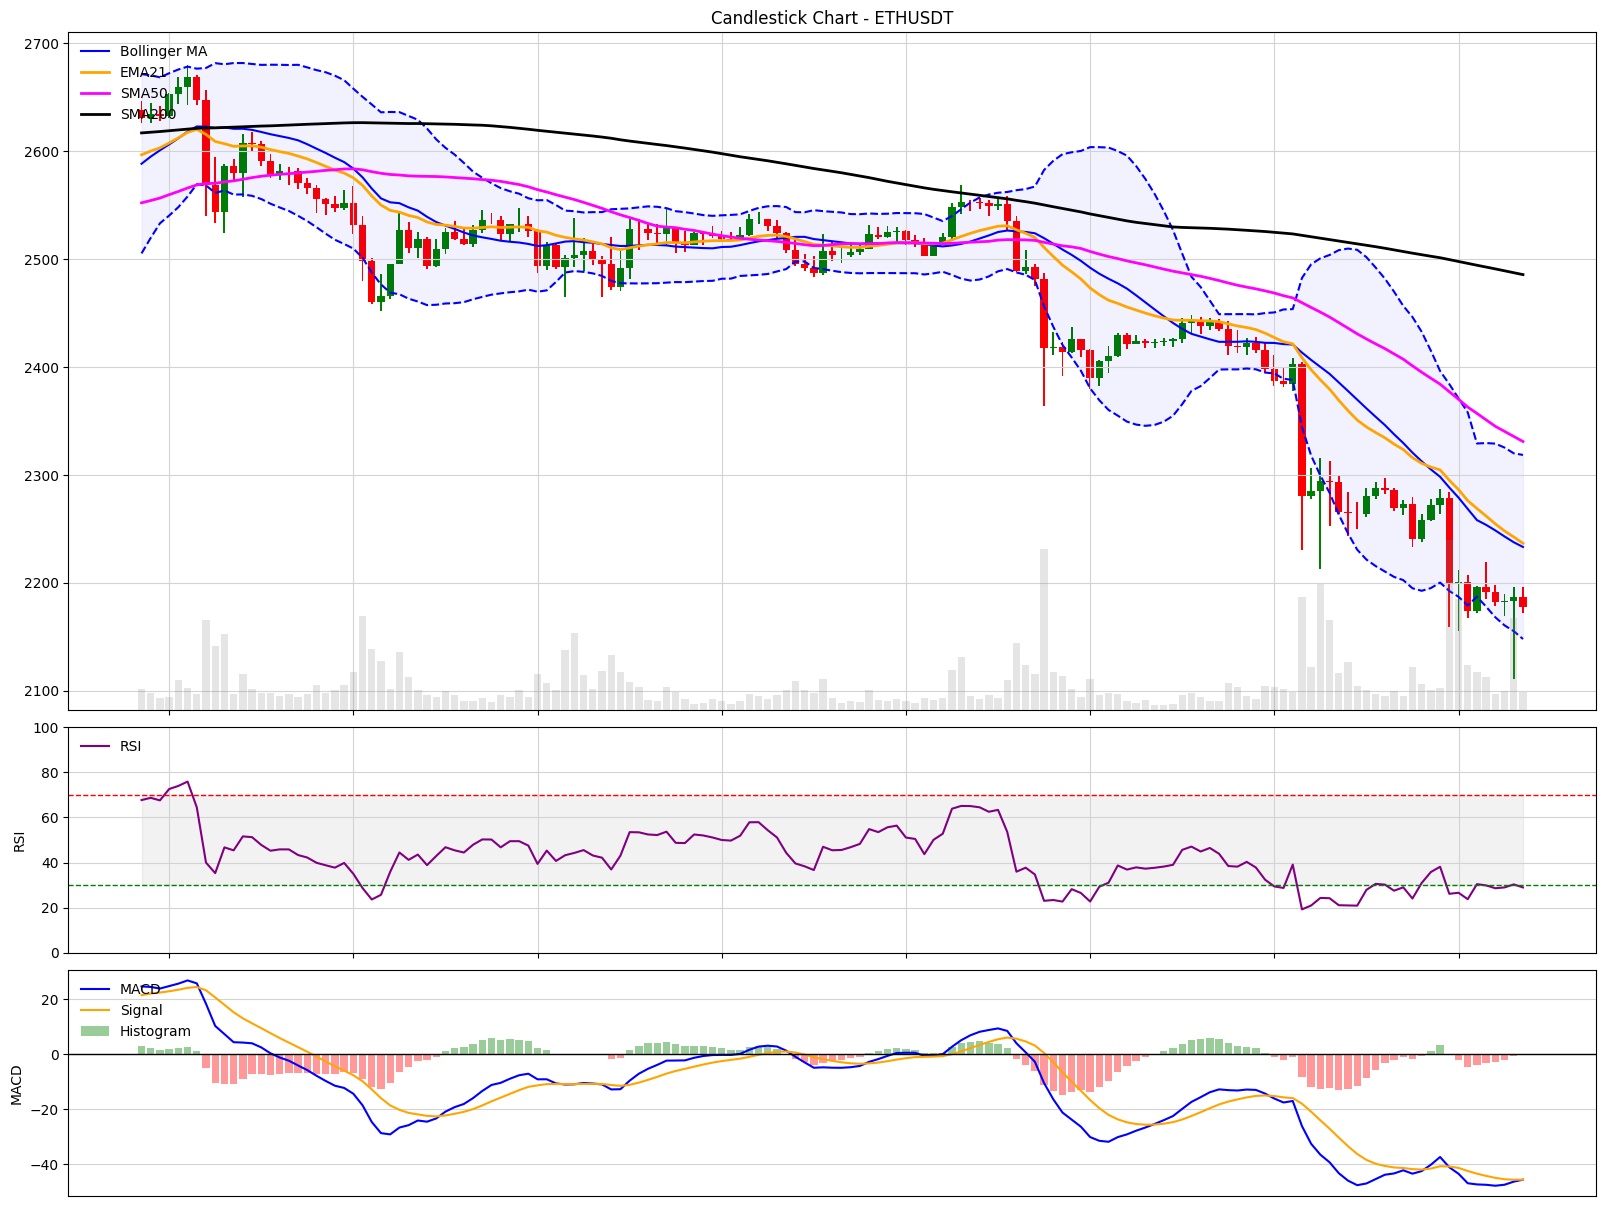 Candlestick Chart - ETHUSDT
2700
2600
2500
2400
2300
2200
2100
Bollinger MA
EMA21
SMA50
SMA200
RSI
100
80
60
40
20
0
RSI
MACD
20
0
−20
−40
MACD
Signal
Histogram